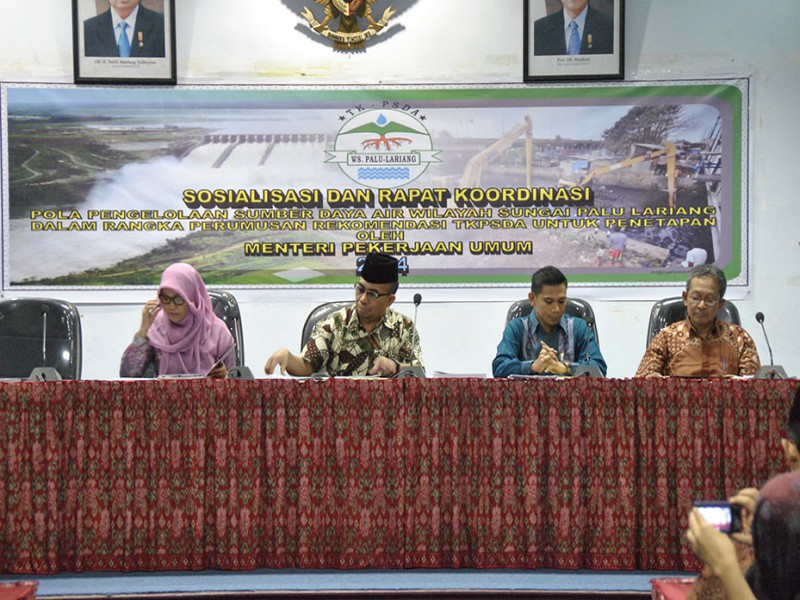 TK - PSDA
WS. PALU-LARIANG
SOSIALISASI DAN RAPAT KOORDINASI
POLA PENGELOLAAN SUMBER DAYA AIR WILAYAH SUNGAI PALU LARIANG
DALAM RANGKA PERUMUSAN REKOMENDASI TKPSDA UNTUK PENETAPAN
OLEH
MENTERI PEKERJAAN UMUM